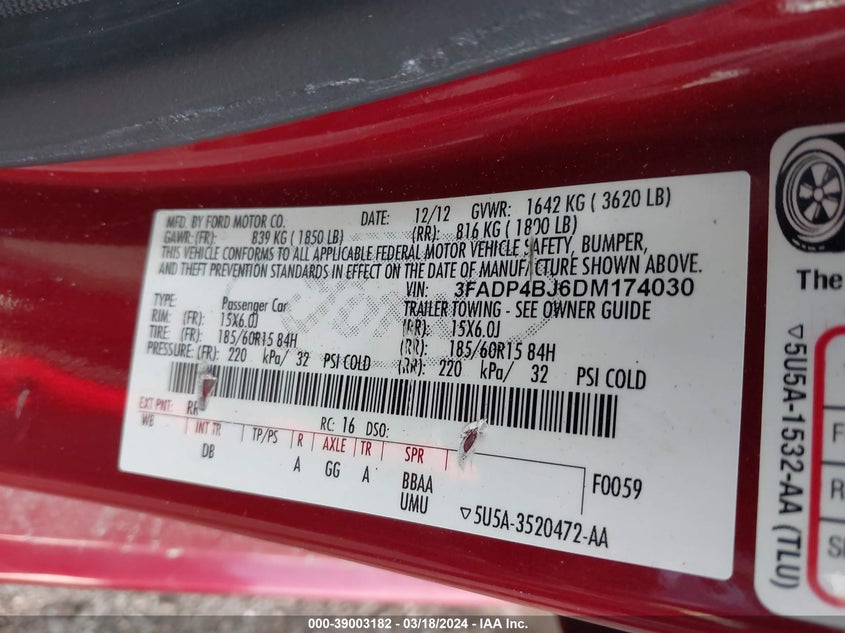 MFD. BY FORD MOTOR CO. DATE: 12/12 GVWR: 1642 KG ( 3620 LB)
GAWR: (FR): 839 KG ( 1850 LB) (RR): 816 KG ( 1800 LB)
THIS VEHICLE CONFORMS TO ALL APPLICABLE FEDERAL MOTOR VEHICLE SAFETY, BUMPER,
AND THEFT PREVENTION STANDARDS IN EFFECT ON THE DATE OF MANUFACTURE SHOWN ABOVE.
VIN: 3FADP4BJ6DM174030
TYPE: Passenger Car TRAILER TOWING - SEE OWNER GUIDE
RIM: (FR): 15X6.0J (RR): 15X6.0J
TIRE: (FR): 185/60R15 84H (RR): 185/60R15 84H
PRESSURE: (FR): 220 kPa/ 32 PSI COLD (RR): 220 kPa/ 32 PSI COLD
EXT PNT: RR RC: 16 DSO:
WB INT TR TP/PS R AXLE TR SPR
DB A GG A BBAA F0059
UMU
▽5U5A-3520472-AA
The
▽5U5A-1532-AA (TLU)
F
R
000-39003182 - 03/18/2024 - IAA Inc.